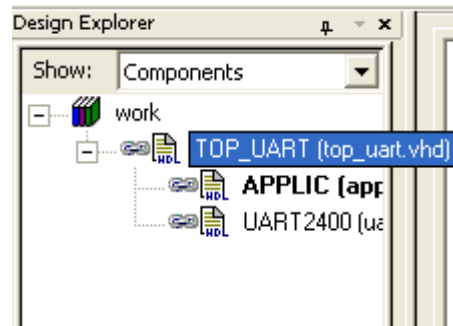 Design Explorer
Show: Components
work
TOP_UART (top_uart.vhd)
APPLIC (app
UART2400 (ua